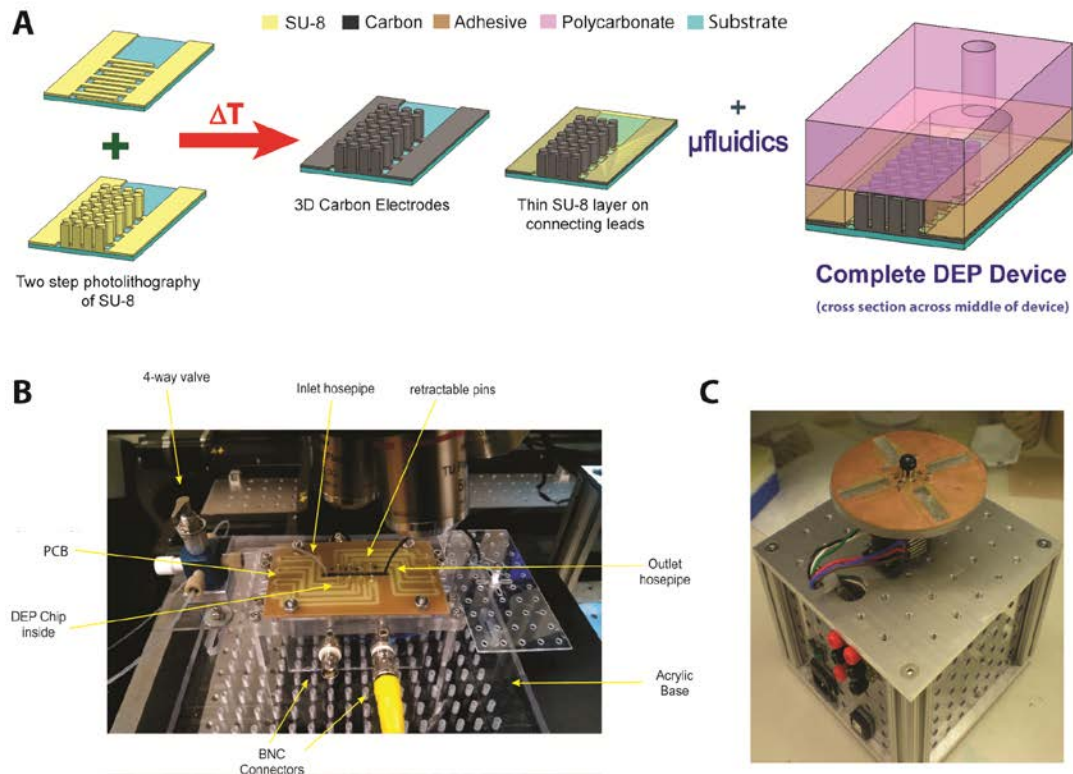 A
SU-8 Carbon Adhesive Polycarbonate Substrate
ΔT
+
+
µfluidics
3D Carbon Electrodes
Thin SU-8 layer on
connecting leads
Two step photolithography
of SU-8
Complete DEP Device
(cross section across middle of device)
B
4-way valve
Inlet hosepipe
retractable pins
PCB
Outlet
hosepipe
DEP Chip
inside
Acrylic
Base
BNC
Connectors
C